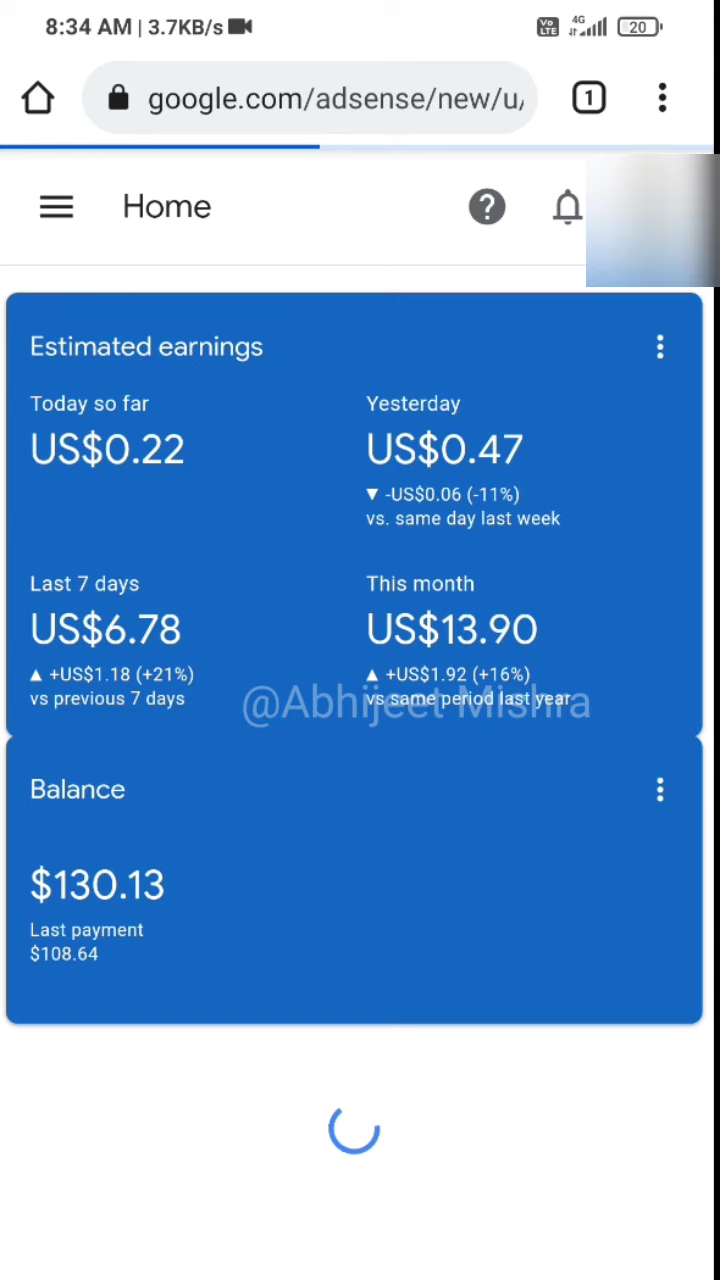 8:34 AM | 3.7KB/s
Vo LTE
4G
20
google.com/adsense/new/u/
1
Home
Estimated earnings
Today so far
US$0.22
Yesterday
US$0.47
▼ -US$0.06 (-11%)
vs. same day last week
Last 7 days
US$6.78
▲ +US$1.18 (+21%)
vs previous 7 days
This month
US$13.90
▲ +US$1.92 (+16%)
vs same period last year
@Abhijeet Mishra
Balance
$130.13
Last payment
$108.64